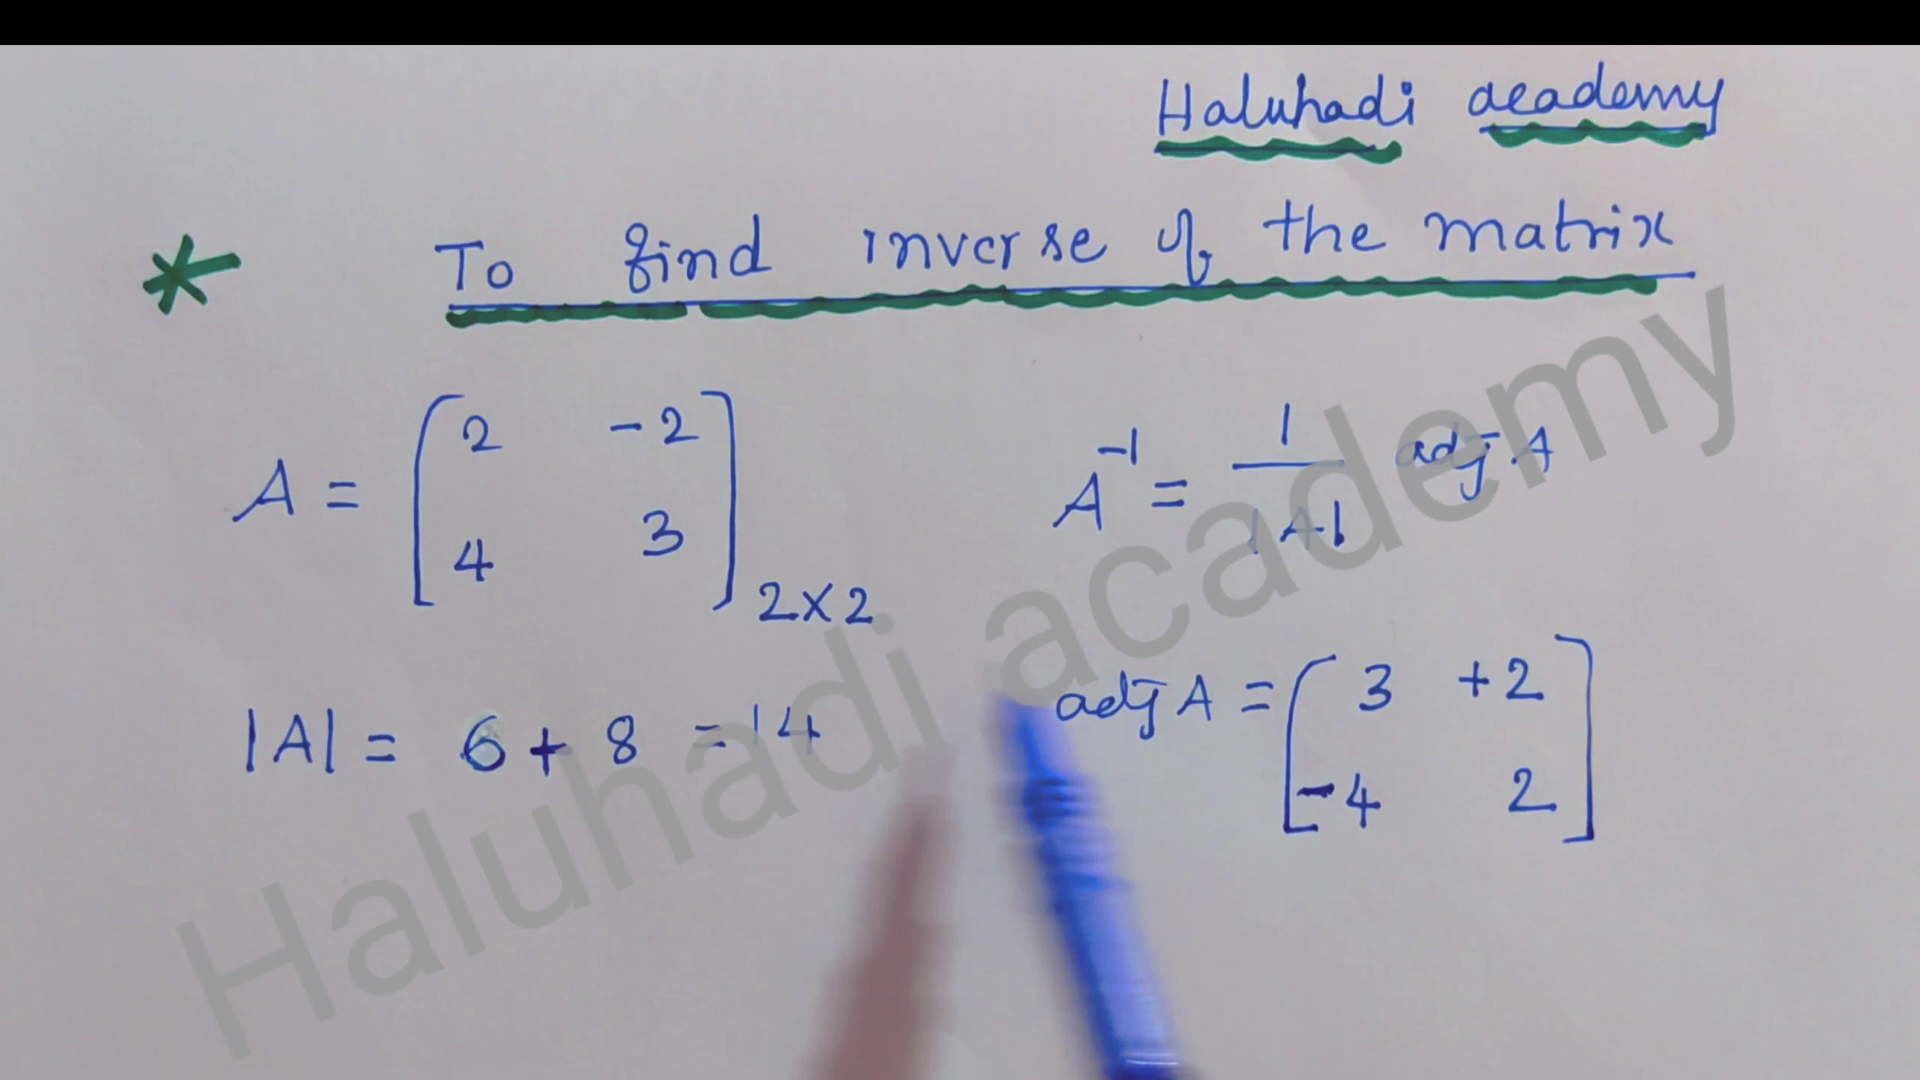 Haluhadi academy
* To find inverse of the matrix
A = [2 -2
4 3] 2×2
A⁻¹ = 1/|A| adj A
|A| = 6 + 8 = 14
adj A = [3 +2
-4 2]
Haluhadi academy